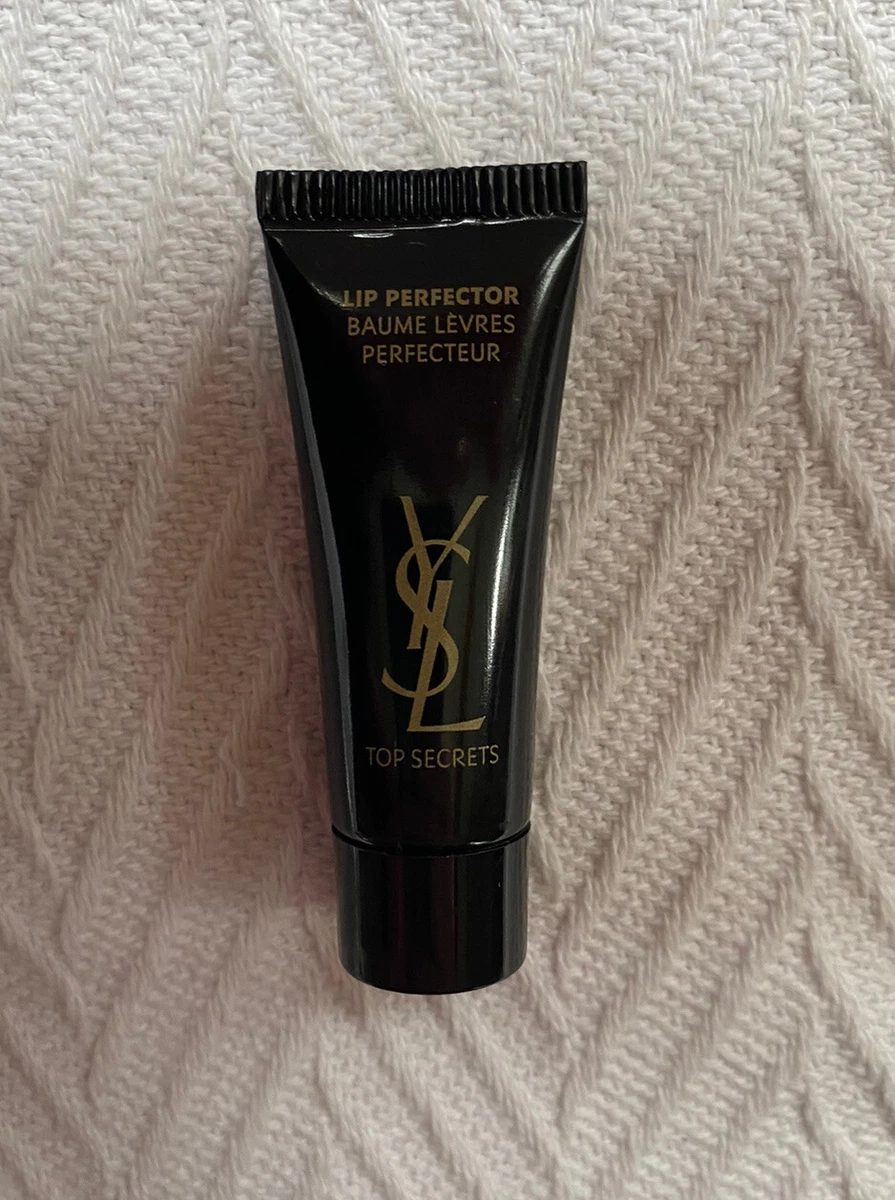 LIP PERFECTOR
BAUME LÈVRES
PERFECTEUR
YSL
TOP SECRETS